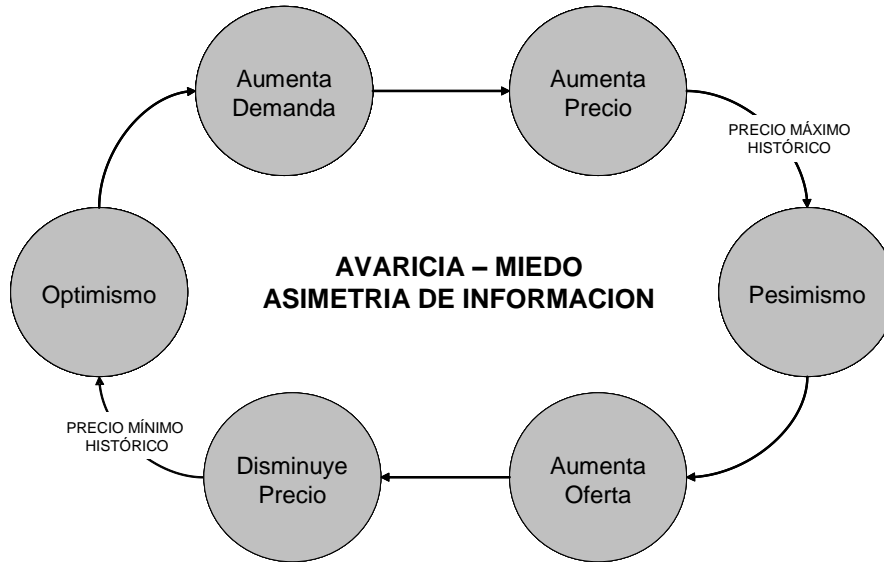 Aumenta
Demanda
Aumenta
Precio
PRECIO MÁXIMO
HISTÓRICO
Optimismo
AVARICIA – MIEDO
ASIMETRIA DE INFORMACION
Pesimismo
PRECIO MÍNIMO
HISTÓRICO
Disminuye
Precio
Aumenta
Oferta